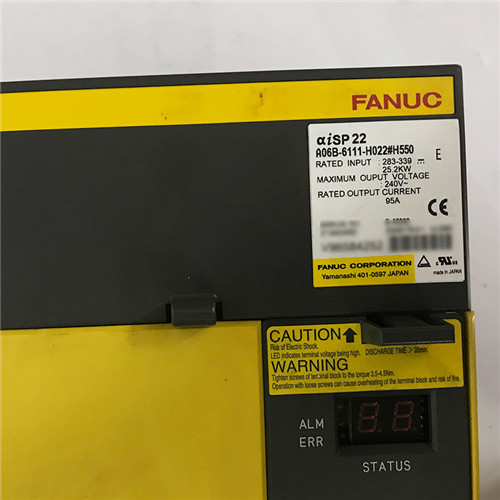 FANUC
αiSP 22
A06B-6111-H022#H550
RATED INPUT : 283-339 ⎓ E
25.2KW
MAXIMUM OUPUT VOLTAGE
:240V~
RATED OUTPUT CURRENT
95A
CE
FANUC CORPORATION
Yamanashi 401-0597 JAPAN
made in JAPAN
CAUTION
Risk of Electric Shock.
LED indicates terminal voltage being high. DISCHARGE TIME > 20min.
WARNING
Tighten screws of terminal block to the torque 3.5-4.5Nm.
Operation with loose screws can cause overheating of the terminal block and risk of fire.
ALM
ERR
STATUS